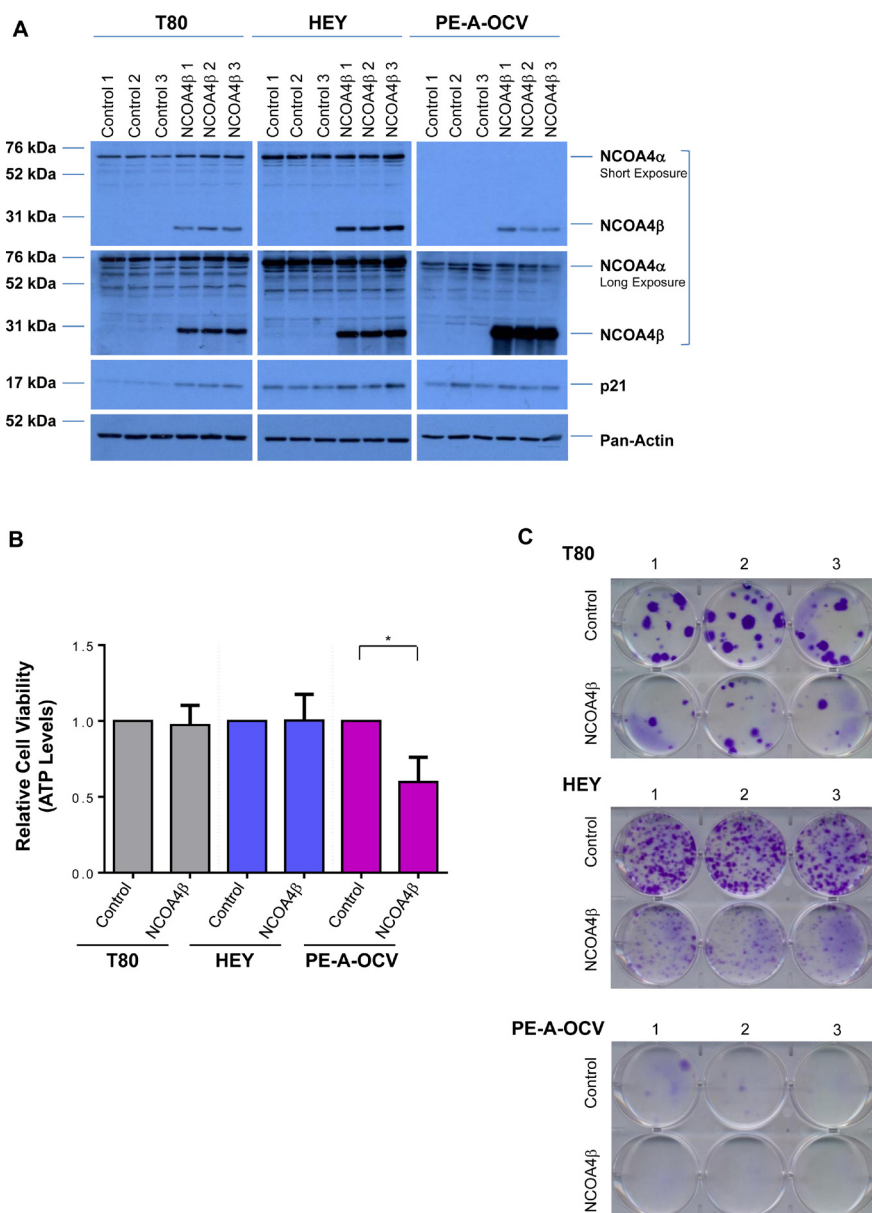 A
T80 HEY PE-A-OCV
Control 1 Control 2 Control 3 NCOA4β 1 NCOA4β 2 NCOA4β 3 Control 1 Control 2 Control 3 NCOA4β 1 NCOA4β 2 NCOA4β 3 Control 1 Control 2 Control 3 NCOA4β 1 NCOA4β 2 NCOA4β 3
76 kDa
52 kDa
31 kDa
76 kDa
52 kDa
31 kDa
17 kDa
52 kDa
NCOA4α
Short Exposure
NCOA4β
NCOA4α
Long Exposure
NCOA4β
p21
Pan-Actin
B
Relative Cell Viability
(ATP Levels)
1.5
1.0
0.5
0.0
*
Control NCOA4β Control NCOA4β Control NCOA4β
T80 HEY PE-A-OCV
C
T80
1 2 3
Control
NCOA4β
HEY
1 2 3
Control
NCOA4β
PE-A-OCV
1 2 3
Control
NCOA4β